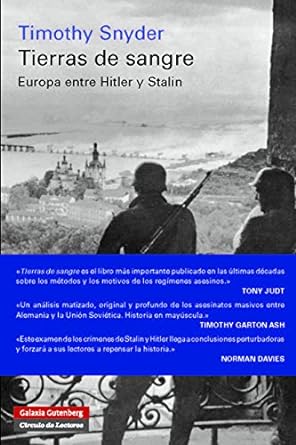 Timothy Snyder
Tierras de sangre
Europa entre Hitler y Stalin
«Tierras de sangre es el libro más importante publicado en las últimas décadas
sobre los métodos y los motivos de los regímenes asesinos».
TONY JUDT
«Un análisis matizado, original y profundo de los asesinatos masivos entre
Alemania y la Unión Soviética. Historia en mayúscula».
TIMOTHY GARTON ASH
«Este examen de los crímenes de Stalin y Hitler llega a conclusiones perturbadoras
y forzará a sus lectores a repensar la historia».
NORMAN DAVIES
Galaxia Gutenberg
Círculo de Lectores